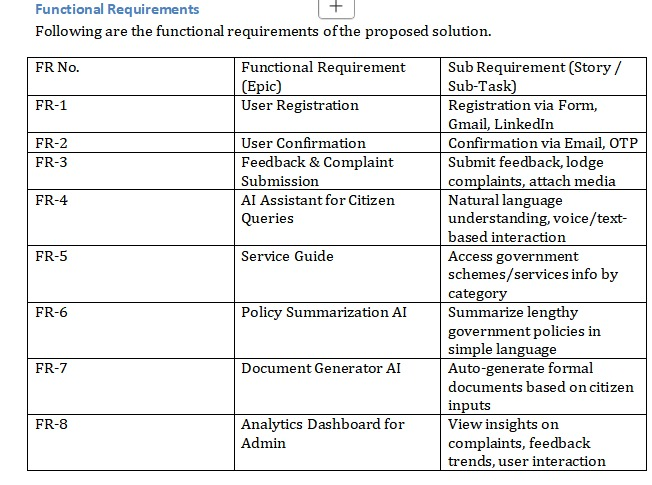 Functional Requirements
+
Following are the functional requirements of the proposed solution.
FR No.
Functional Requirement
(Epic)
Sub Requirement (Story /
Sub-Task)
FR-1
User Registration
Registration via Form,
Gmail, LinkedIn
FR-2
User Confirmation
Confirmation via Email, OTP
FR-3
Feedback & Complaint
Submission
Submit feedback, lodge
complaints, attach media
FR-4
AI Assistant for Citizen
Queries
Natural language
understanding, voice/text-
based interaction
FR-5
Service Guide
Access government
schemes/services info by
category
FR-6
Policy Summarization AI
Summarize lengthy
government policies in
simple language
FR-7
Document Generator AI
Auto-generate formal
documents based on citizen
inputs
FR-8
Analytics Dashboard for
Admin
View insights on
complaints, feedback
trends, user interaction